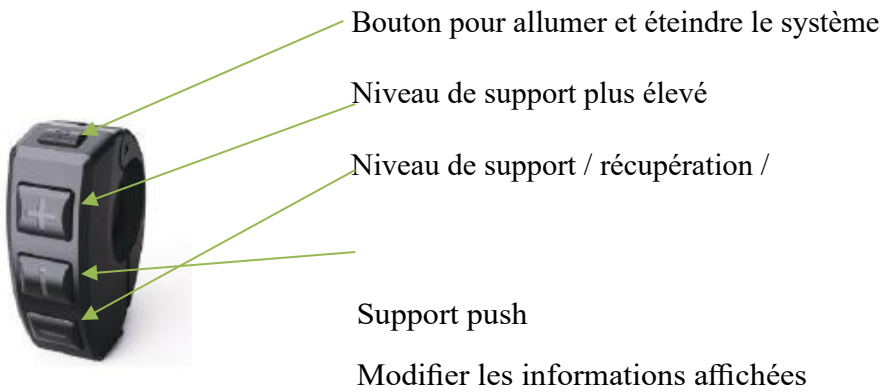 Bouton pour allumer et éteindre le système
Niveau de support plus élevé
Niveau de support / récupération /
Support push
Modifier les informations affichées